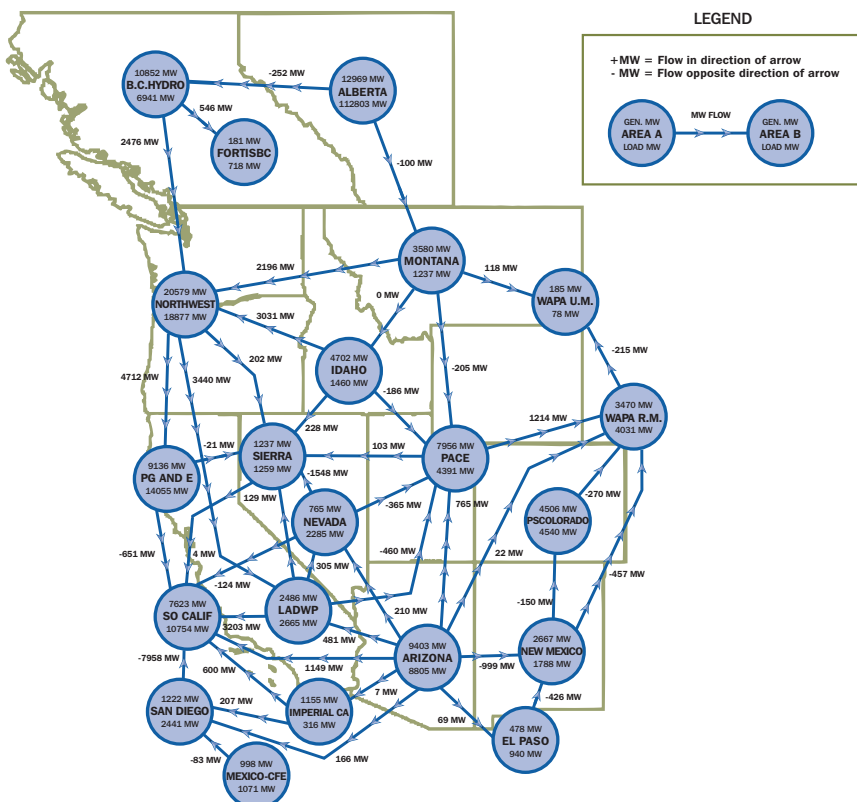 LEGEND
+MW = Flow in direction of arrow
- MW = Flow opposite direction of arrow
GEN. MW
AREA A
LOAD MW
MW FLOW
GEN. MW
AREA B
LOAD MW
10852 MW
B.C.HYDRO
6941 MW
-252 MW
12969 MW
ALBERTA
112803 MW
546 MW
181 MW
FORTISBC
718 MW
2476 MW
-100 MW
3580 MW
MONTANA
1237 MW
2196 MW
118 MW
185 MW
WAPA U.M.
78 MW
0 MW
20579 MW
NORTHWEST
18877 MW
3031 MW
202 MW
4702 MW
IDAHO
1460 MW
-205 MW
-215 MW
4712 MW
3440 MW
-186 MW
3470 MW
WAPA R.M.
4031 MW
1214 MW
228 MW
-21 MW
1237 MW
SIERRA
1259 MW
103 MW
7956 MW
PACE
4391 MW
9136 MW
PG AND E
14055 MW
-1548 MW
129 MW
-365 MW
765 MW
-270 MW
765 MW
NEVADA
2285 MW
4506 MW
PSCOLORADO
4540 MW
-651 MW
4 MW
-124 MW
305 MW
-460 MW
22 MW
-457 MW
7623 MW
SO CALIF
10754 MW
3203 MW
2486 MW
LADWP
2665 MW
210 MW
481 MW
-150 MW
9403 MW
ARIZONA
8805 MW
-999 MW
2667 MW
NEW MEXICO
1788 MW
-7958 MW
600 MW
1149 MW
7 MW
-426 MW
1222 MW
SAN DIEGO
2441 MW
207 MW
1155 MW
IMPERIAL CA
316 MW
69 MW
478 MW
EL PASO
940 MW
-83 MW
166 MW
998 MW
MEXICO-CFE
1071 MW